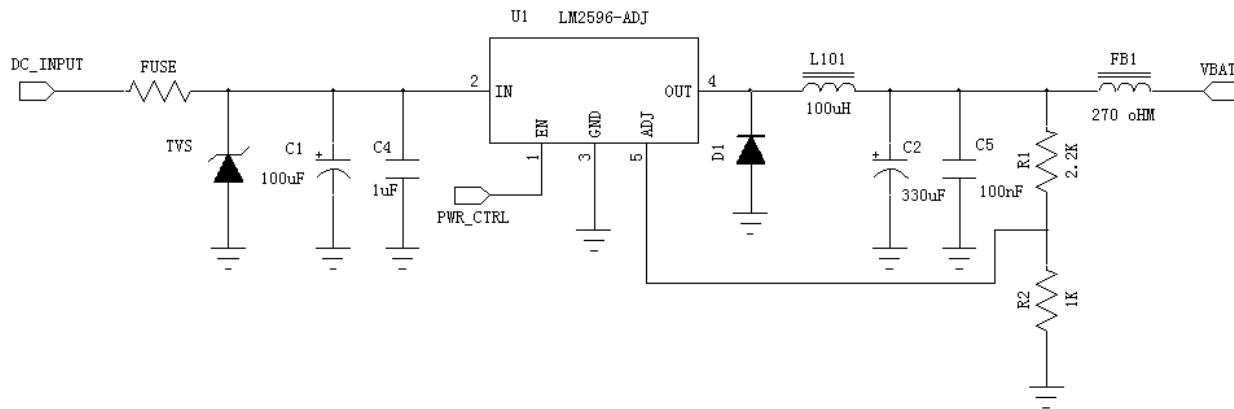 U1 LM2596-ADJ
DC_INPUT
FUSE
2
IN
OUT
4
L101
100uH
FB1
270 oHM
VBAT
EN
GND
ADJ
1
3
5
TVS
C1
+
100uF
C4
1uF
PWR_CTRL
D1
C2
+
330uF
C5
100nF
R1
2.2K
R2
1K